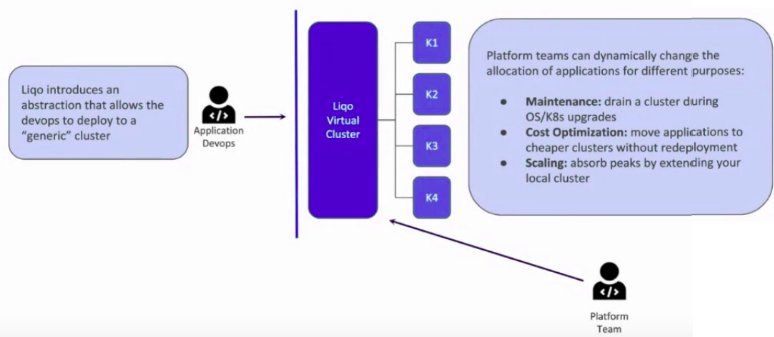 Liqo introduces an
abstraction that allows the
devops to deploy to a
“generic” cluster
Application
Devops
Liqo
Virtual
Cluster
K1
K2
K3
K4
Platform teams can dynamically change the
allocation of applications for different purposes:
● Maintenance: drain a cluster during
OS/K8s upgrades
● Cost Optimization: move applications to
cheaper clusters without redeployment
● Scaling: absorb peaks by extending your
local cluster
Platform
Team